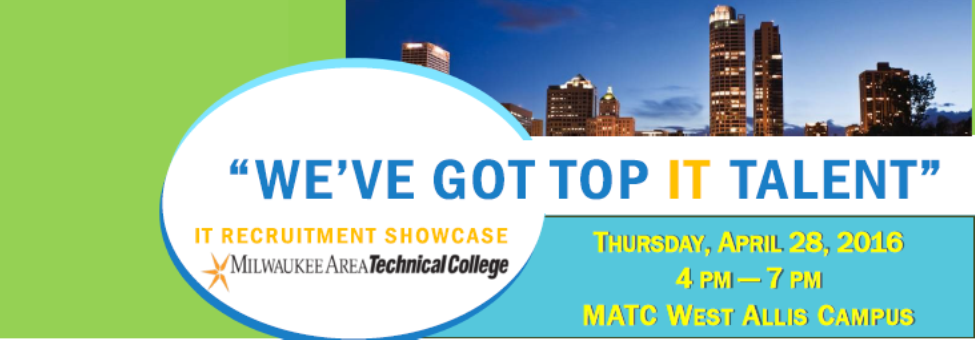 “WE’VE GOT TOP IT TALENT”
IT RECRUITMENT SHOWCASE
MILWAUKEE AREA Technical College
THURSDAY, APRIL 28, 2016
4 PM — 7 PM
MATC WEST ALLIS CAMPUS